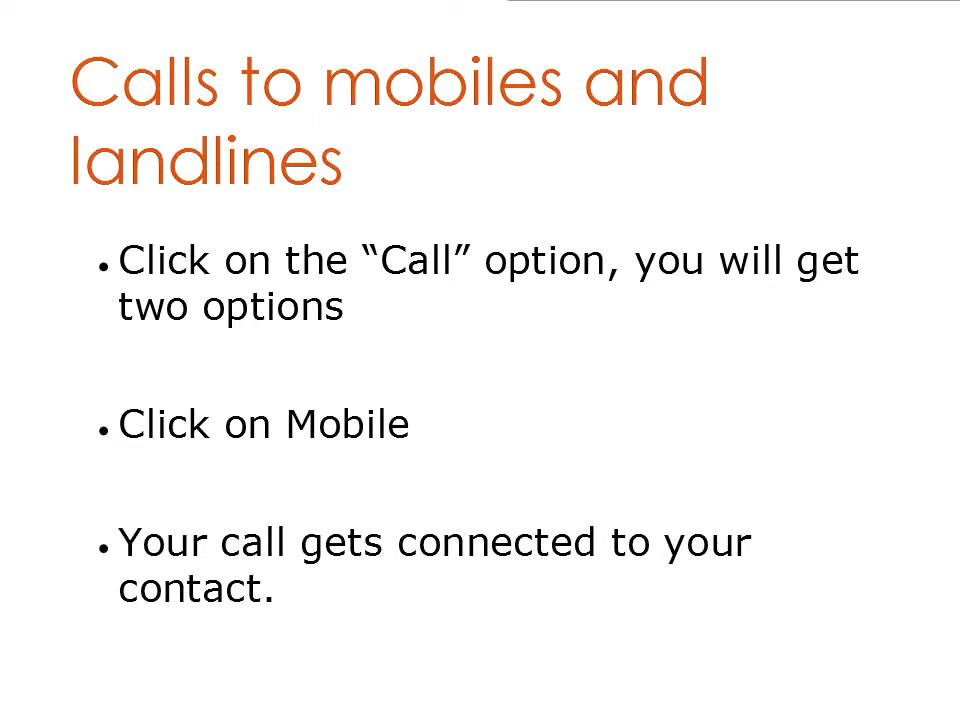 Calls to mobiles and
landlines
• Click on the “Call” option, you will get
two options
• Click on Mobile
• Your call gets connected to your
contact.